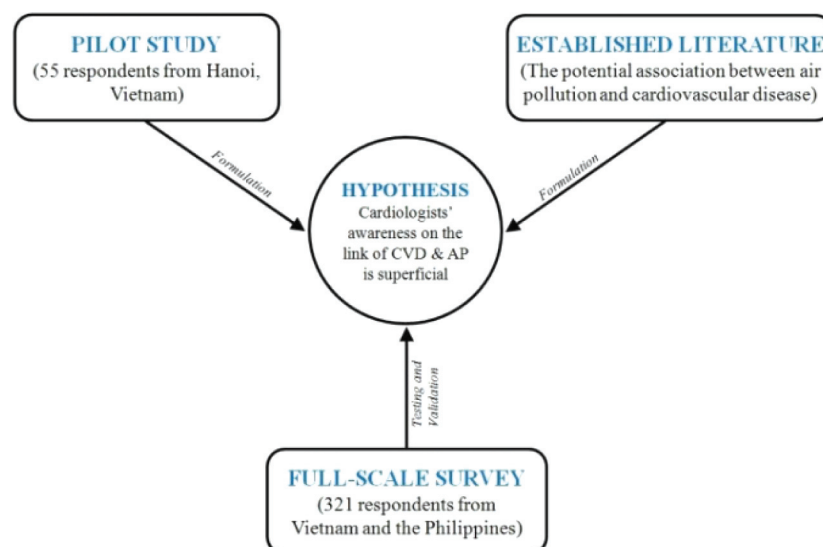 PILOT STUDY
(55 respondents from Hanoi,
Vietnam)
ESTABLISHED LITERATURE
(The potential association between air
pollution and cardiovascular disease)
Formulation
Formulation
HYPOTHESIS
Cardiologists’
awareness on the
link of CVD & AP
is superficial
Testing and
Validation
FULL-SCALE SURVEY
(321 respondents from
Vietnam and the Philippines)